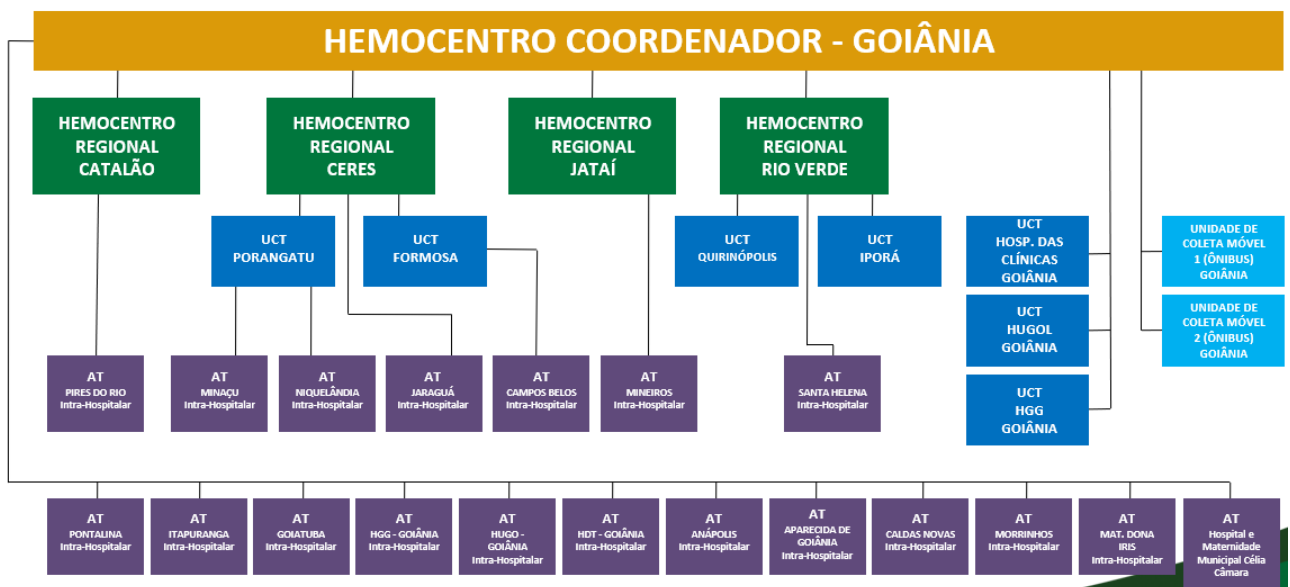 HEMOCENTRO COORDENADOR - GOIÂNIA
HEMOCENTRO
REGIONAL
CATALÃO
HEMOCENTRO
REGIONAL
CERES
HEMOCENTRO
REGIONAL
JATAÍ
HEMOCENTRO
REGIONAL
RIO VERDE
UCT
PORANGATU
UCT
FORMOSA
UCT
QUIRINÓPOLIS
UCT
IPORÁ
UCT
HOSP. DAS
CLÍNICAS
GOIÂNIA
UNIDADE DE
COLETA MÓVEL
1 (ÔNIBUS)
GOIÂNIA
UCT
HUGOL
GOIÂNIA
UNIDADE DE
COLETA MÓVEL
2 (ÔNIBUS)
GOIÂNIA
UCT
HGG
GOIÂNIA
AT
PIRES DO RIO
Intra-Hospitalar
AT
MINAÇU
Intra-Hospitalar
AT
NIQUELÂNDIA
Intra-Hospitalar
AT
JARAGUÁ
Intra-Hospitalar
AT
CAMPOS BELOS
Intra-Hospitalar
AT
MINEIROS
Intra-Hospitalar
AT
SANTA HELENA
Intra-Hospitalar
AT
PONTALINA
Intra-Hospitalar
AT
ITAPURANGA
Intra-Hospitalar
AT
GOIATUBA
Intra-Hospitalar
AT
HGG - GOIÂNIA
Intra-Hospitalar
AT
HUGO -
GOIÂNIA
Intra-Hospitalar
AT
HDT - GOIÂNIA
Intra-Hospitalar
AT
ANÁPOLIS
Intra-Hospitalar
AT
APARECIDA DE
GOIÂNIA
Intra-Hospitalar
AT
CALDAS NOVAS
Intra-Hospitalar
AT
MORRINHOS
Intra-Hospitalar
AT
MAT. DONA
IRIS
Intra-Hospitalar
AT
Hospital e
Maternidade
Municipal Célia
Câmara